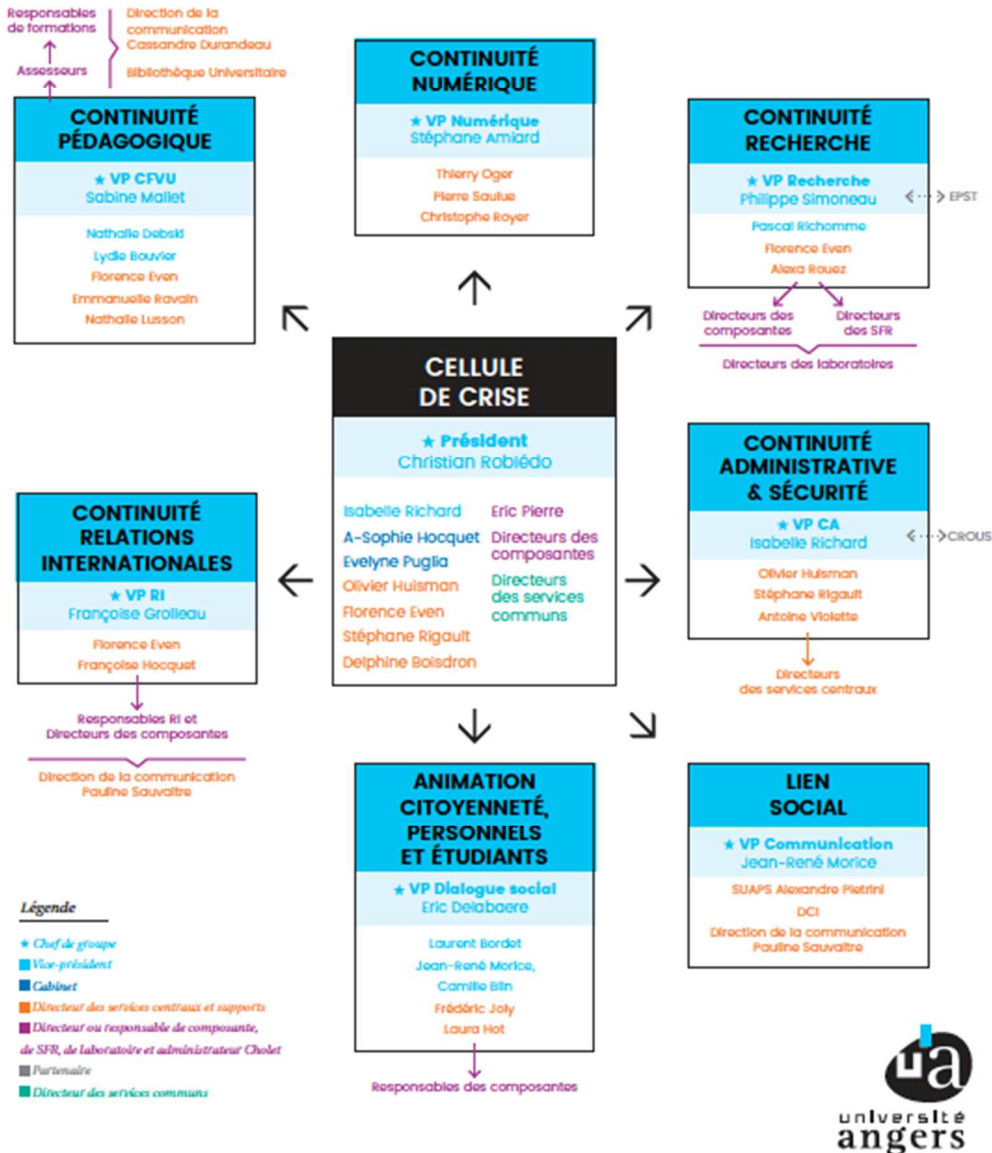 Responsables
de formations
Assesseurs
Direction de la
communication
Cassandre Durandeau
Bibliothèque Universitaire
CONTINUITÉ
PÉDAGOGIQUE
★ VP CFVU
Sabine Mallet
Nathalie Debski
Lydie Bouvier
Florence Even
Emmanuelle Ravain
Nathalie Lusson
CONTINUITÉ
NUMÉRIQUE
★ VP Numérique
Stéphane Amiard
Thierry Oger
Pierre Saulue
Christophe Royer
CONTINUITÉ
RECHERCHE
★ VP Recherche
Philippe Simoneau
EPST
Pascal Richomme
Florence Even
Alexa Rouez
Directeurs des
composantes
Directeurs
des SFR
Directeurs des laboratoires
CELLULE
DE CRISE
★ Président
Christian Roblédo
Isabelle Richard
A-Sophie Hocquet
Evelyne Puglia
Olivier Huisman
Florence Even
Stéphane Rigault
Delphine Boisdron
Eric Pierre
Directeurs des
composantes
Directeurs
des services
communs
CONTINUITÉ
RELATIONS
INTERNATIONALES
★ VP RI
Françoise Grolleau
Florence Even
Françoise Hocquet
Responsables RI et
Directeurs des composantes
Direction de la communication
Pauline Sauvaître
CONTINUITÉ
ADMINISTRATIVE
& SÉCURITÉ
★ VP CA
Isabelle Richard
CROUS
Olivier Huisman
Stéphane Rigault
Antoine Violette
Directeurs
des services centraux
ANIMATION
CITOYENNETÉ,
PERSONNELS
ET ÉTUDIANTS
★ VP Dialogue social
Eric Delabaere
Laurent Bordet
Jean-René Morice,
Camille Blin
Frédéric Joly
Laura Hot
Responsables des composantes
LIEN
SOCIAL
★ VP Communication
Jean-René Morice
SUAPS Alexandre Pietrini
DCI
Direction de la communication
Pauline Sauvaître
Légende
★ Chef de groupe
Vice-président
Cabinet
Directeur des services centraux et supports
Directeur ou responsable de composante,
de SFR, de laboratoire et administrateur Cholet
Partenaire
Directeur des services communs
ua
université
angers